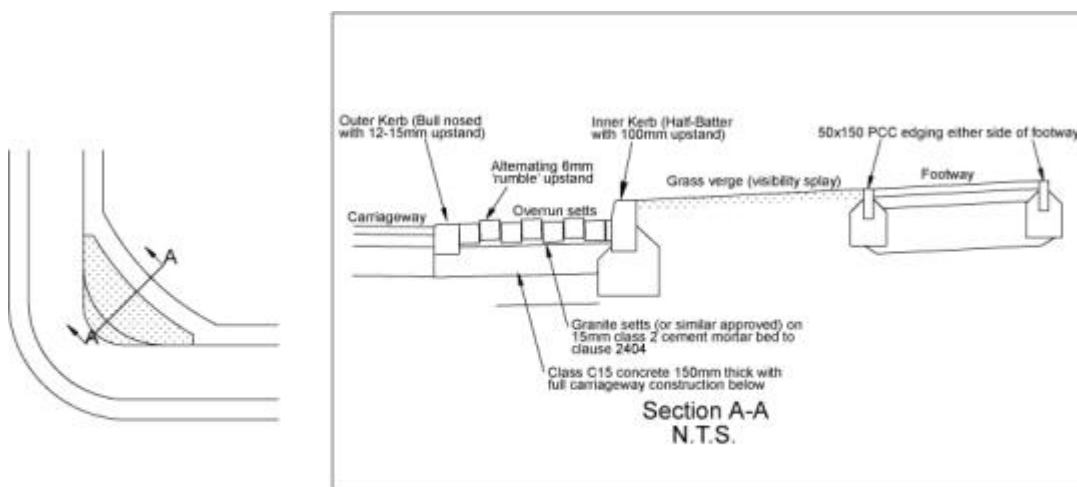 A
A
Outer Kerb (Bull nosed
with 12-15mm upstand)
Alternating 6mm
'rumble' upstand
Inner Kerb (Half-Batter
with 100mm upstand)
50x150 PCC edging either side of footway
Carriageway
Overrun setts
Grass verge (visibility splay)
Footway
Granite setts (or similar approved) on
15mm class 2 cement mortar bed to
clause 2404
Class C15 concrete 150mm thick with
full carriageway construction below
Section A-A
N.T.S.